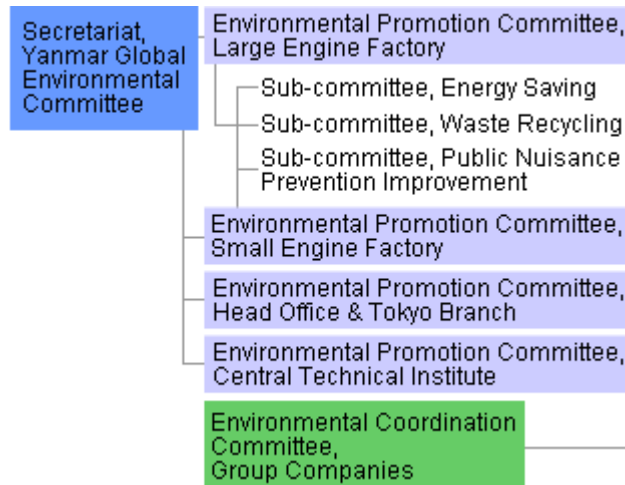 Secretariat,
Yanmar Global
Environmental
Committee
Environmental Promotion Committee,
Large Engine Factory
Sub-committee, Energy Saving
Sub-committee, Waste Recycling
Sub-committee, Public Nuisance
Prevention Improvement
Environmental Promotion Committee,
Small Engine Factory
Environmental Promotion Committee,
Head Office & Tokyo Branch
Environmental Promotion Committee,
Central Technical Institute
Environmental Coordination
Committee,
Group Companies